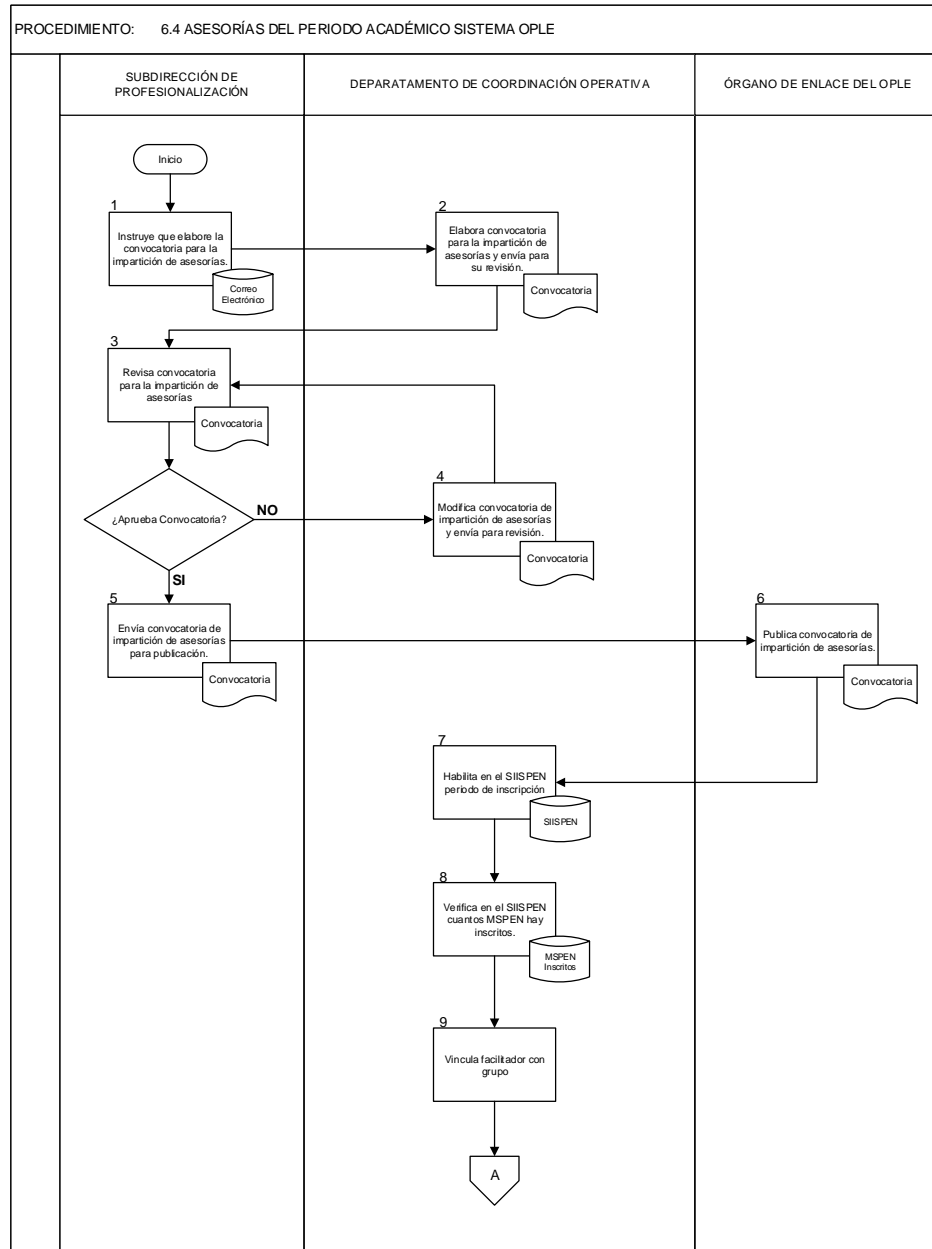 PROCEDIMIENTO: 6.4 ASESORÍAS DEL PERIODO ACADÉMICO SISTEMA OPLE
SUBDIRECCIÓN DE
PROFESIONALIZACIÓN
DEPARTAMENTO DE COORDINACIÓN OPERATIVA
ÓRGANO DE ENLACE DEL OPLE
Inicio
1
Instruye que elabore la
convocatoria para la
impartición de asesorías.
Correo
Electrónico
2
Elabora convocatoria
para la impartición de
asesorías y envía para
su revisión.
Convocatoria
3
Revisa convocatoria
para la impartición de
asesorías
Convocatoria
¿Aprueba Convocatoria?
NO
4
Modifica convocatoria de
impartición de asesorías
y envía para revisión.
Convocatoria
SI
5
Envía convocatoria de
impartición de asesorías
para publicación.
Convocatoria
6
Publica convocatoria de
impartición de asesorías.
Convocatoria
7
Habilita en el SIISPEN
periodo de inscripción
SIISPEN
8
Verifica en el SIISPEN
cuantos MSPEN hay
inscritos.
MSPEN
Inscritos
9
Vincula facilitador con
grupo
A